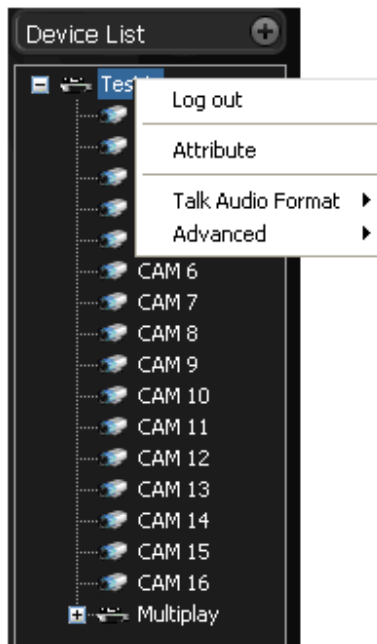 Device List
Log out
Attribute
Talk Audio Format
Advanced
CAM 6
CAM 7
CAM 8
CAM 9
CAM 10
CAM 11
CAM 12
CAM 13
CAM 14
CAM 15
CAM 16
Multiplay